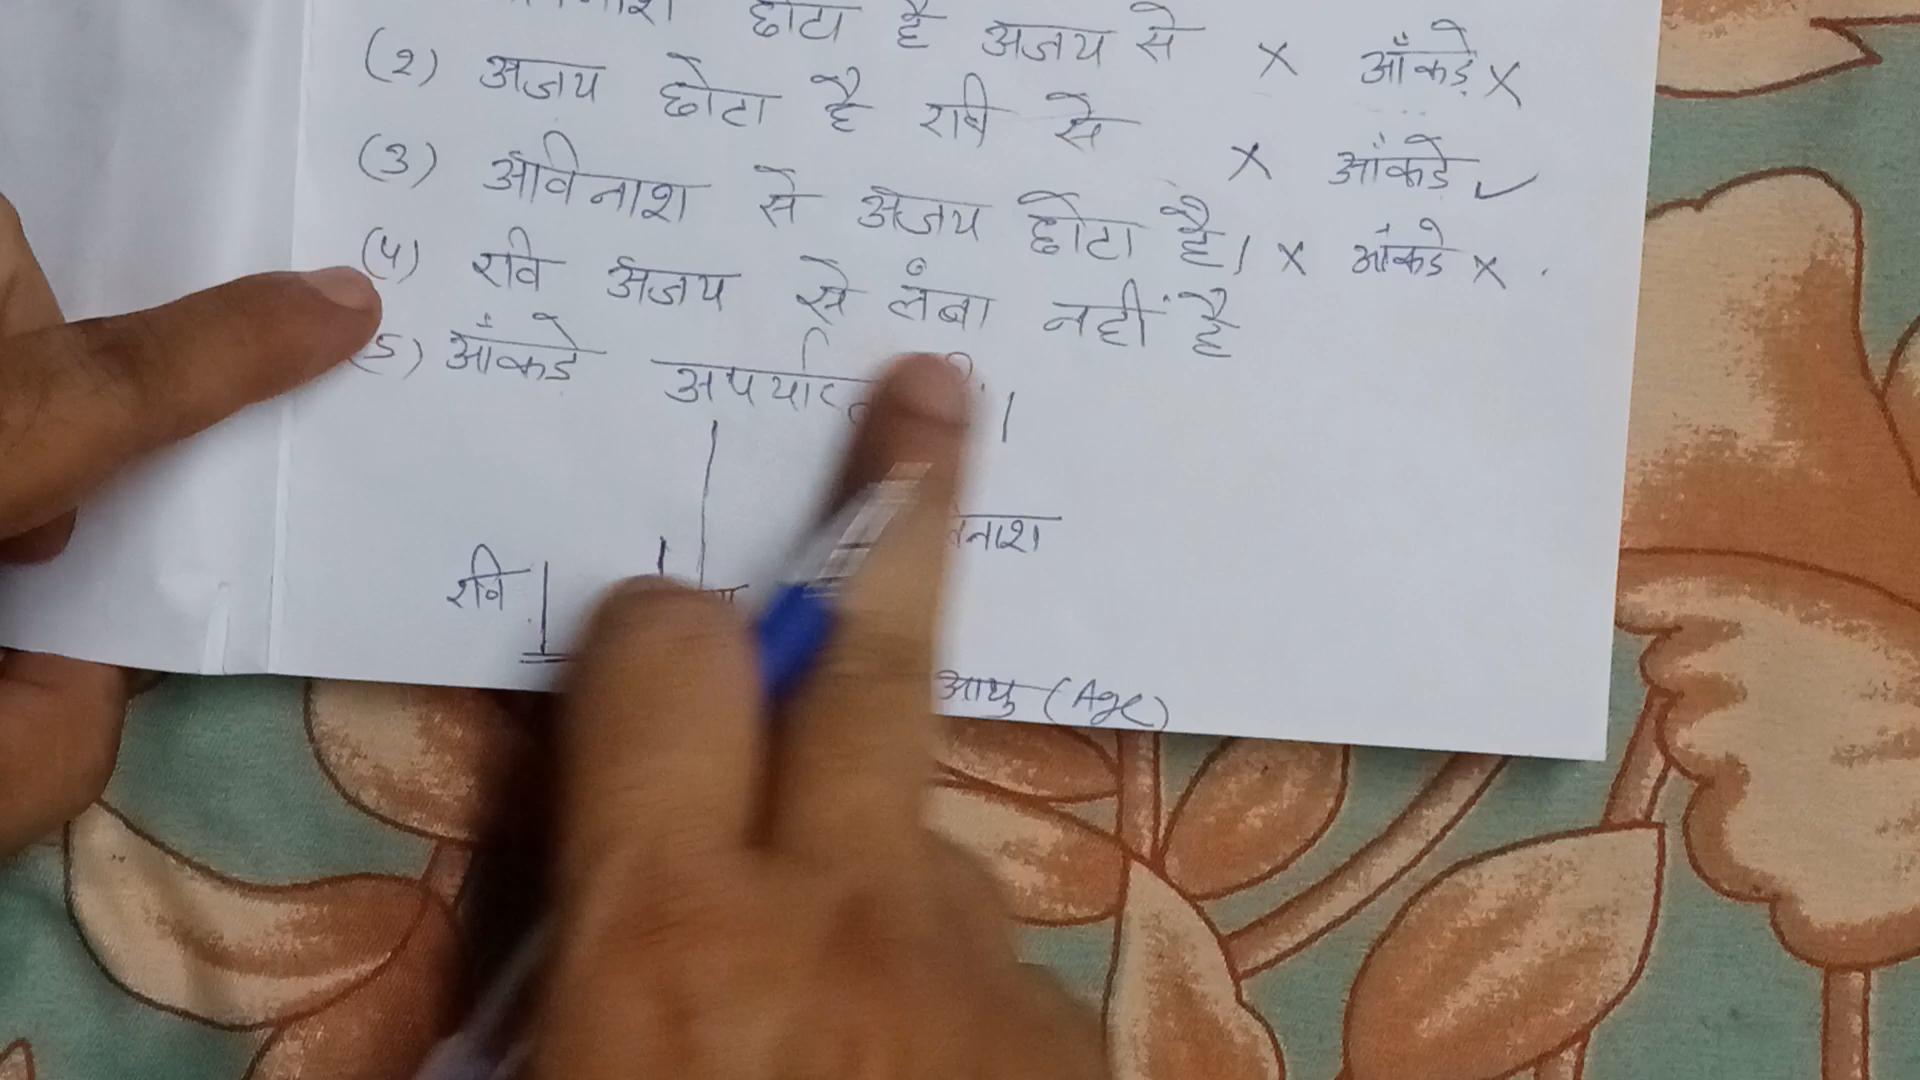 छोटा है अजय से × आँकड़े ×
(2) अजय छोटा है रवि से × आँकडे ✓
(3) अविनाश से अजय छोटा है। × आंकडे ×
(4) रवि अजय से लंबा नहीं है
(5) आँकडे अपर्याप्त
रवि
आयु (Age)